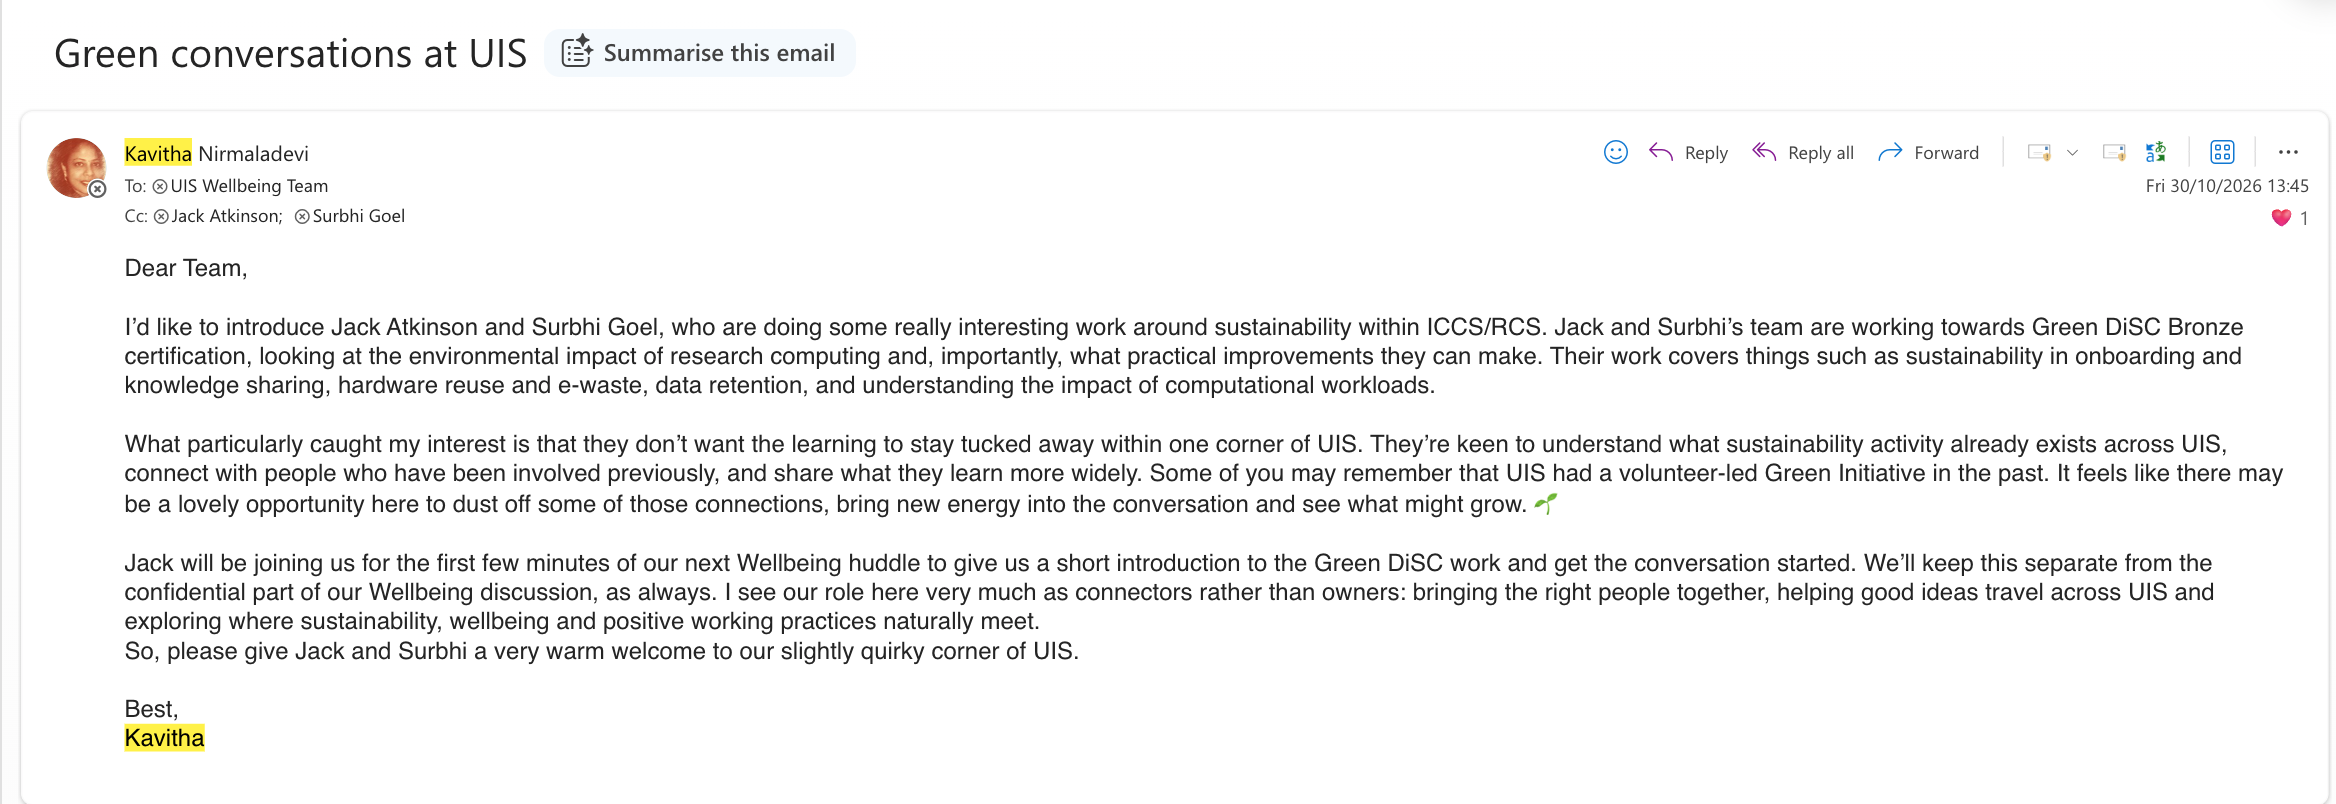 Green conversations at UIS
Summarise this email
Kavitha Nirmaladevi
Reply
Reply all
Forward
To: UIS Wellbeing Team
Fri 30/10/2026 13:45
Cc: Jack Atkinson; Surbhi Goel
1
Dear Team,
I’d like to introduce Jack Atkinson and Surbhi Goel, who are doing some really interesting work around sustainability within ICCS/RCS. Jack and Surbhi’s team are working towards Green DiSC Bronze
certification, looking at the environmental impact of research computing and, importantly, what practical improvements they can make. Their work covers things such as sustainability in onboarding and
knowledge sharing, hardware reuse and e-waste, data retention, and understanding the impact of computational workloads.
What particularly caught my interest is that they don’t want the learning to stay tucked away within one corner of UIS. They’re keen to understand what sustainability activity already exists across UIS,
connect with people who have been involved previously, and share what they learn more widely. Some of you may remember that UIS had a volunteer-led Green Initiative in the past. It feels like there may
be a lovely opportunity here to dust off some of those connections, bring new energy into the conversation and see what might grow. 🌱
Jack will be joining us for the first few minutes of our next Wellbeing huddle to give us a short introduction to the Green DiSC work and get the conversation started. We’ll keep this separate from the
confidential part of our Wellbeing discussion, as always. I see our role here very much as connectors rather than owners: bringing the right people together, helping good ideas travel across UIS and
exploring where sustainability, wellbeing and positive working practices naturally meet.
So, please give Jack and Surbhi a very warm welcome to our slightly quirky corner of UIS.
Best,
Kavitha